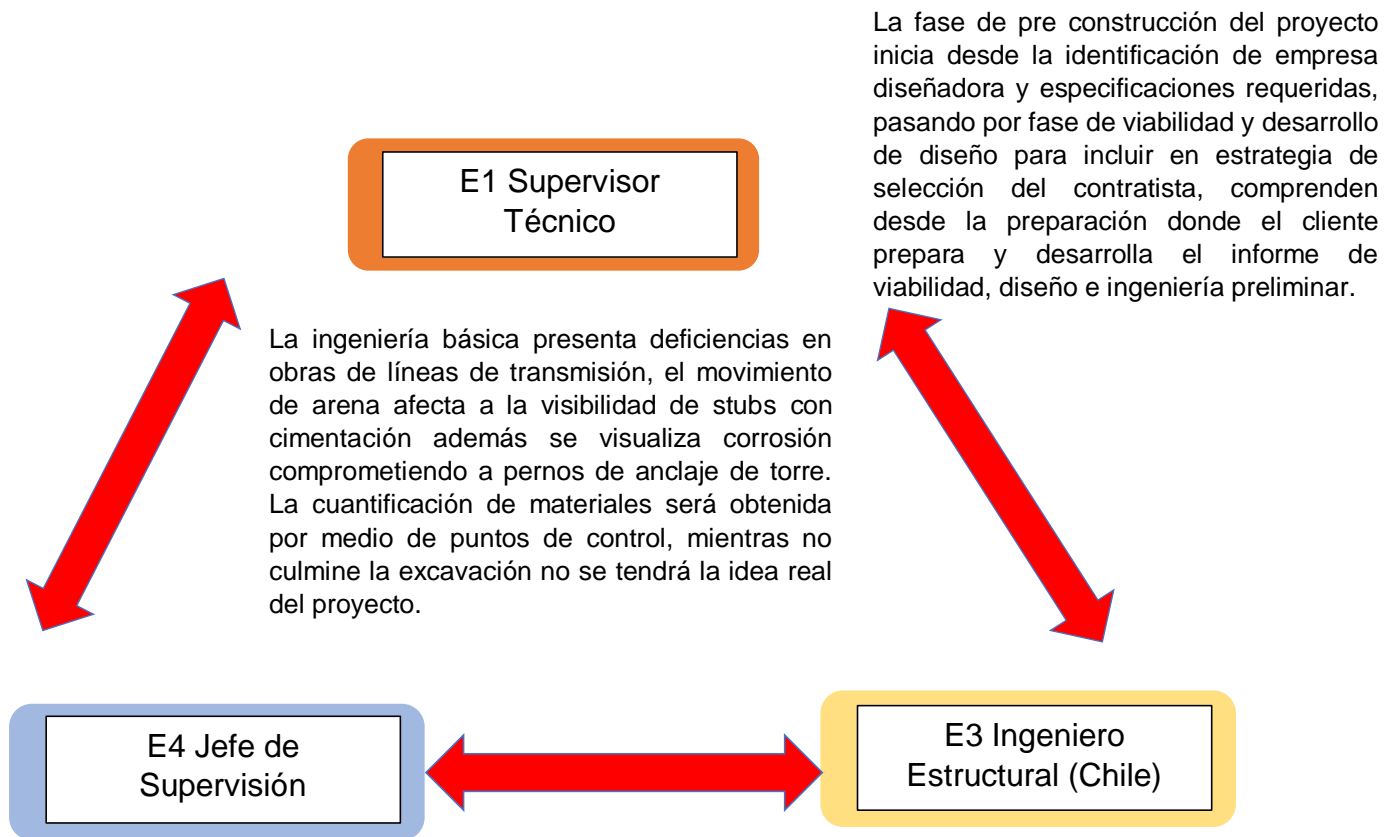 La fase de pre construcción del proyecto
inicia desde la identificación de empresa
diseñadora y especificaciones requeridas,
pasando por fase de viabilidad y desarrollo
de diseño para incluir en estrategia de
selección del contratista, comprenden
desde la preparación donde el cliente
prepara y desarrolla el informe de
viabilidad, diseño e ingeniería preliminar.
E1 Supervisor
Técnico
La ingeniería básica presenta deficiencias en
obras de líneas de transmisión, el movimiento
de arena afecta a la visibilidad de stubs con
cimentación además se visualiza corrosión
comprometiendo a pernos de anclaje de torre.
La cuantificación de materiales será obtenida
por medio de puntos de control, mientras no
culmine la excavación no se tendrá la idea real
del proyecto.
E4 Jefe de
Supervisión
E3 Ingeniero
Estructural (Chile)